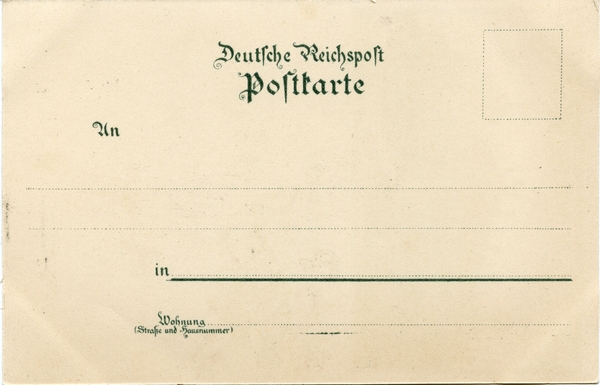 Deutsche Reichspost
Postkarte
An
in
Wohnung
(Straße und Hausnummer)